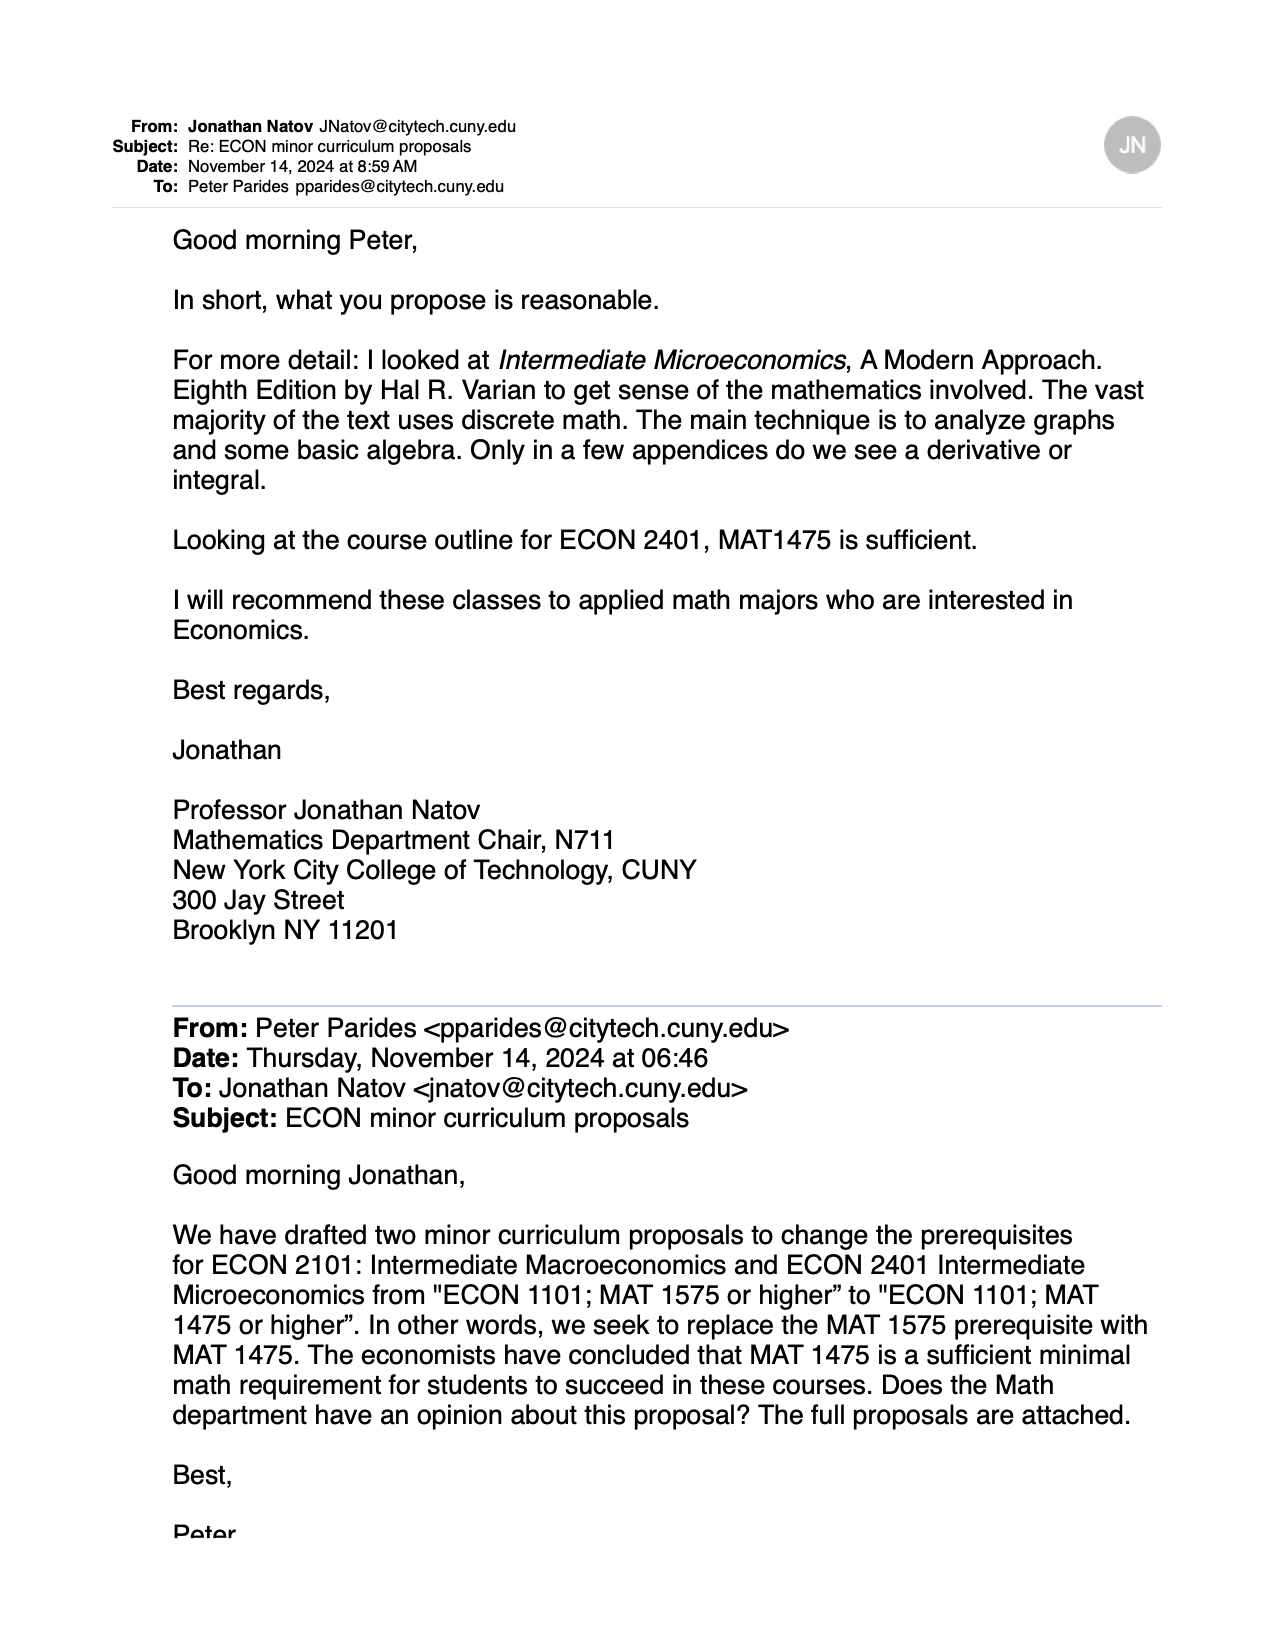 From: Jonathan Natov JNatov@citytech.cuny.edu
Subject: Re: ECON minor curriculum proposals
Date: November 14, 2024 at 8:59 AM
To: Peter Parides pparides@citytech.cuny.edu
JN
Good morning Peter,
In short, what you propose is reasonable.
For more detail: I looked at Intermediate Microeconomics, A Modern Approach.
Eighth Edition by Hal R. Varian to get sense of the mathematics involved. The vast
majority of the text uses discrete math. The main technique is to analyze graphs
and some basic algebra. Only in a few appendices do we see a derivative or
integral.
Looking at the course outline for ECON 2401, MAT1475 is sufficient.
I will recommend these classes to applied math majors who are interested in
Economics.
Best regards,
Jonathan
Professor Jonathan Natov
Mathematics Department Chair, N711
New York City College of Technology, CUNY
300 Jay Street
Brooklyn NY 11201
From: Peter Parides <pparides@citytech.cuny.edu>
Date: Thursday, November 14, 2024 at 06:46
To: Jonathan Natov <jnatov@citytech.cuny.edu>
Subject: ECON minor curriculum proposals
Good morning Jonathan,
We have drafted two minor curriculum proposals to change the prerequisites
for ECON 2101: Intermediate Macroeconomics and ECON 2401 Intermediate
Microeconomics from "ECON 1101; MAT 1575 or higher” to "ECON 1101; MAT
1475 or higher”. In other words, we seek to replace the MAT 1575 prerequisite with
MAT 1475. The economists have concluded that MAT 1475 is a sufficient minimal
math requirement for students to succeed in these courses. Does the Math
department have an opinion about this proposal? The full proposals are attached.
Best,
Peter